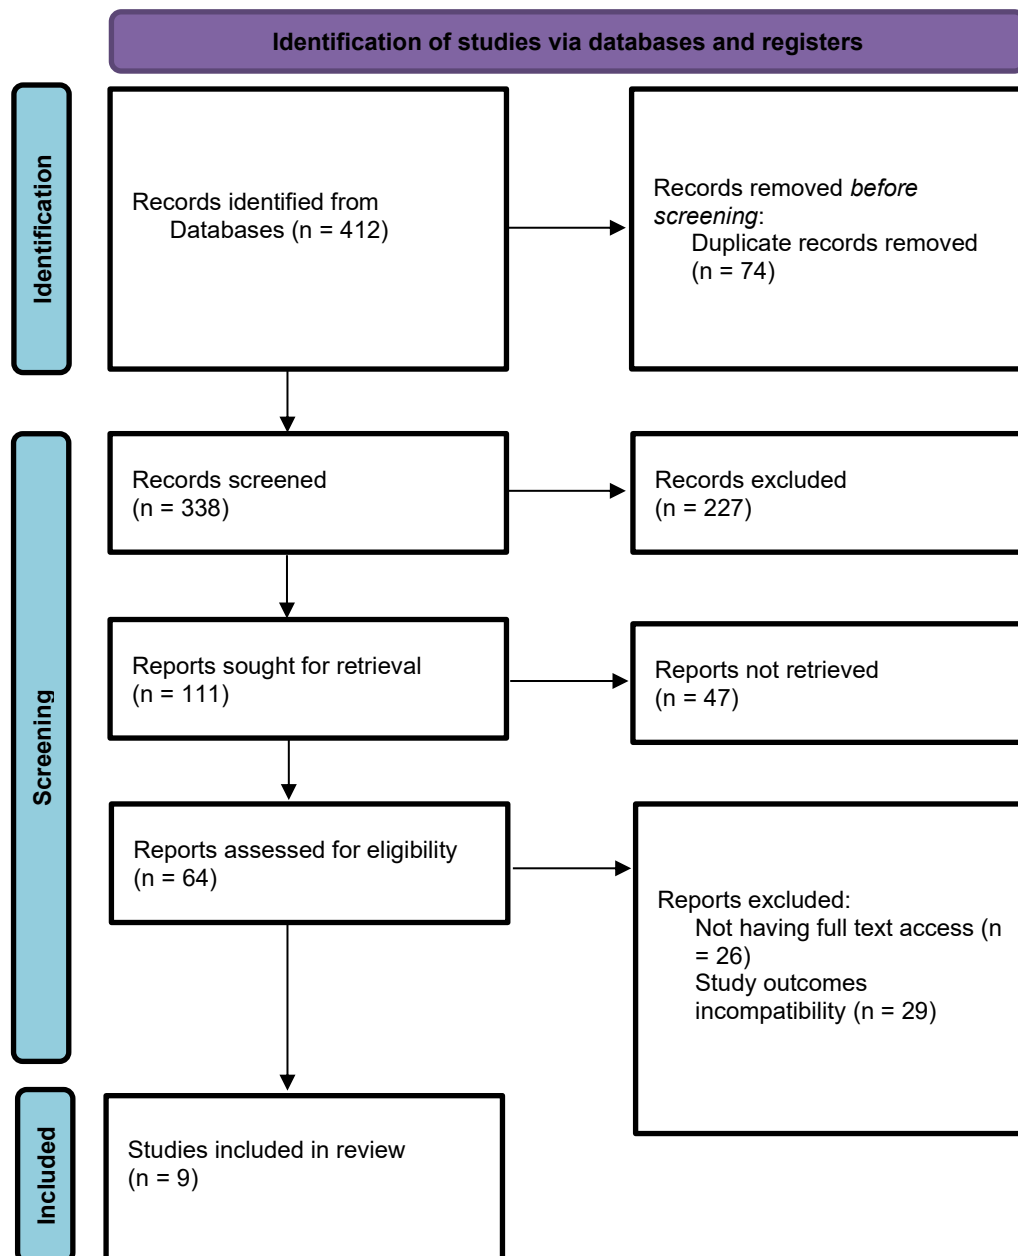 Identification of studies via databases and registers
Identification
Records identified from
Databases (n = 412)
Records removed before
screening:
Duplicate records removed
(n = 74)
Screening
Records screened
(n = 338)
Records excluded
(n = 227)
Reports sought for retrieval
(n = 111)
Reports not retrieved
(n = 47)
Reports assessed for eligibility
(n = 64)
Reports excluded:
Not having full text access (n
= 26)
Study outcomes
incompatibility (n = 29)
Included
Studies included in review
(n = 9)